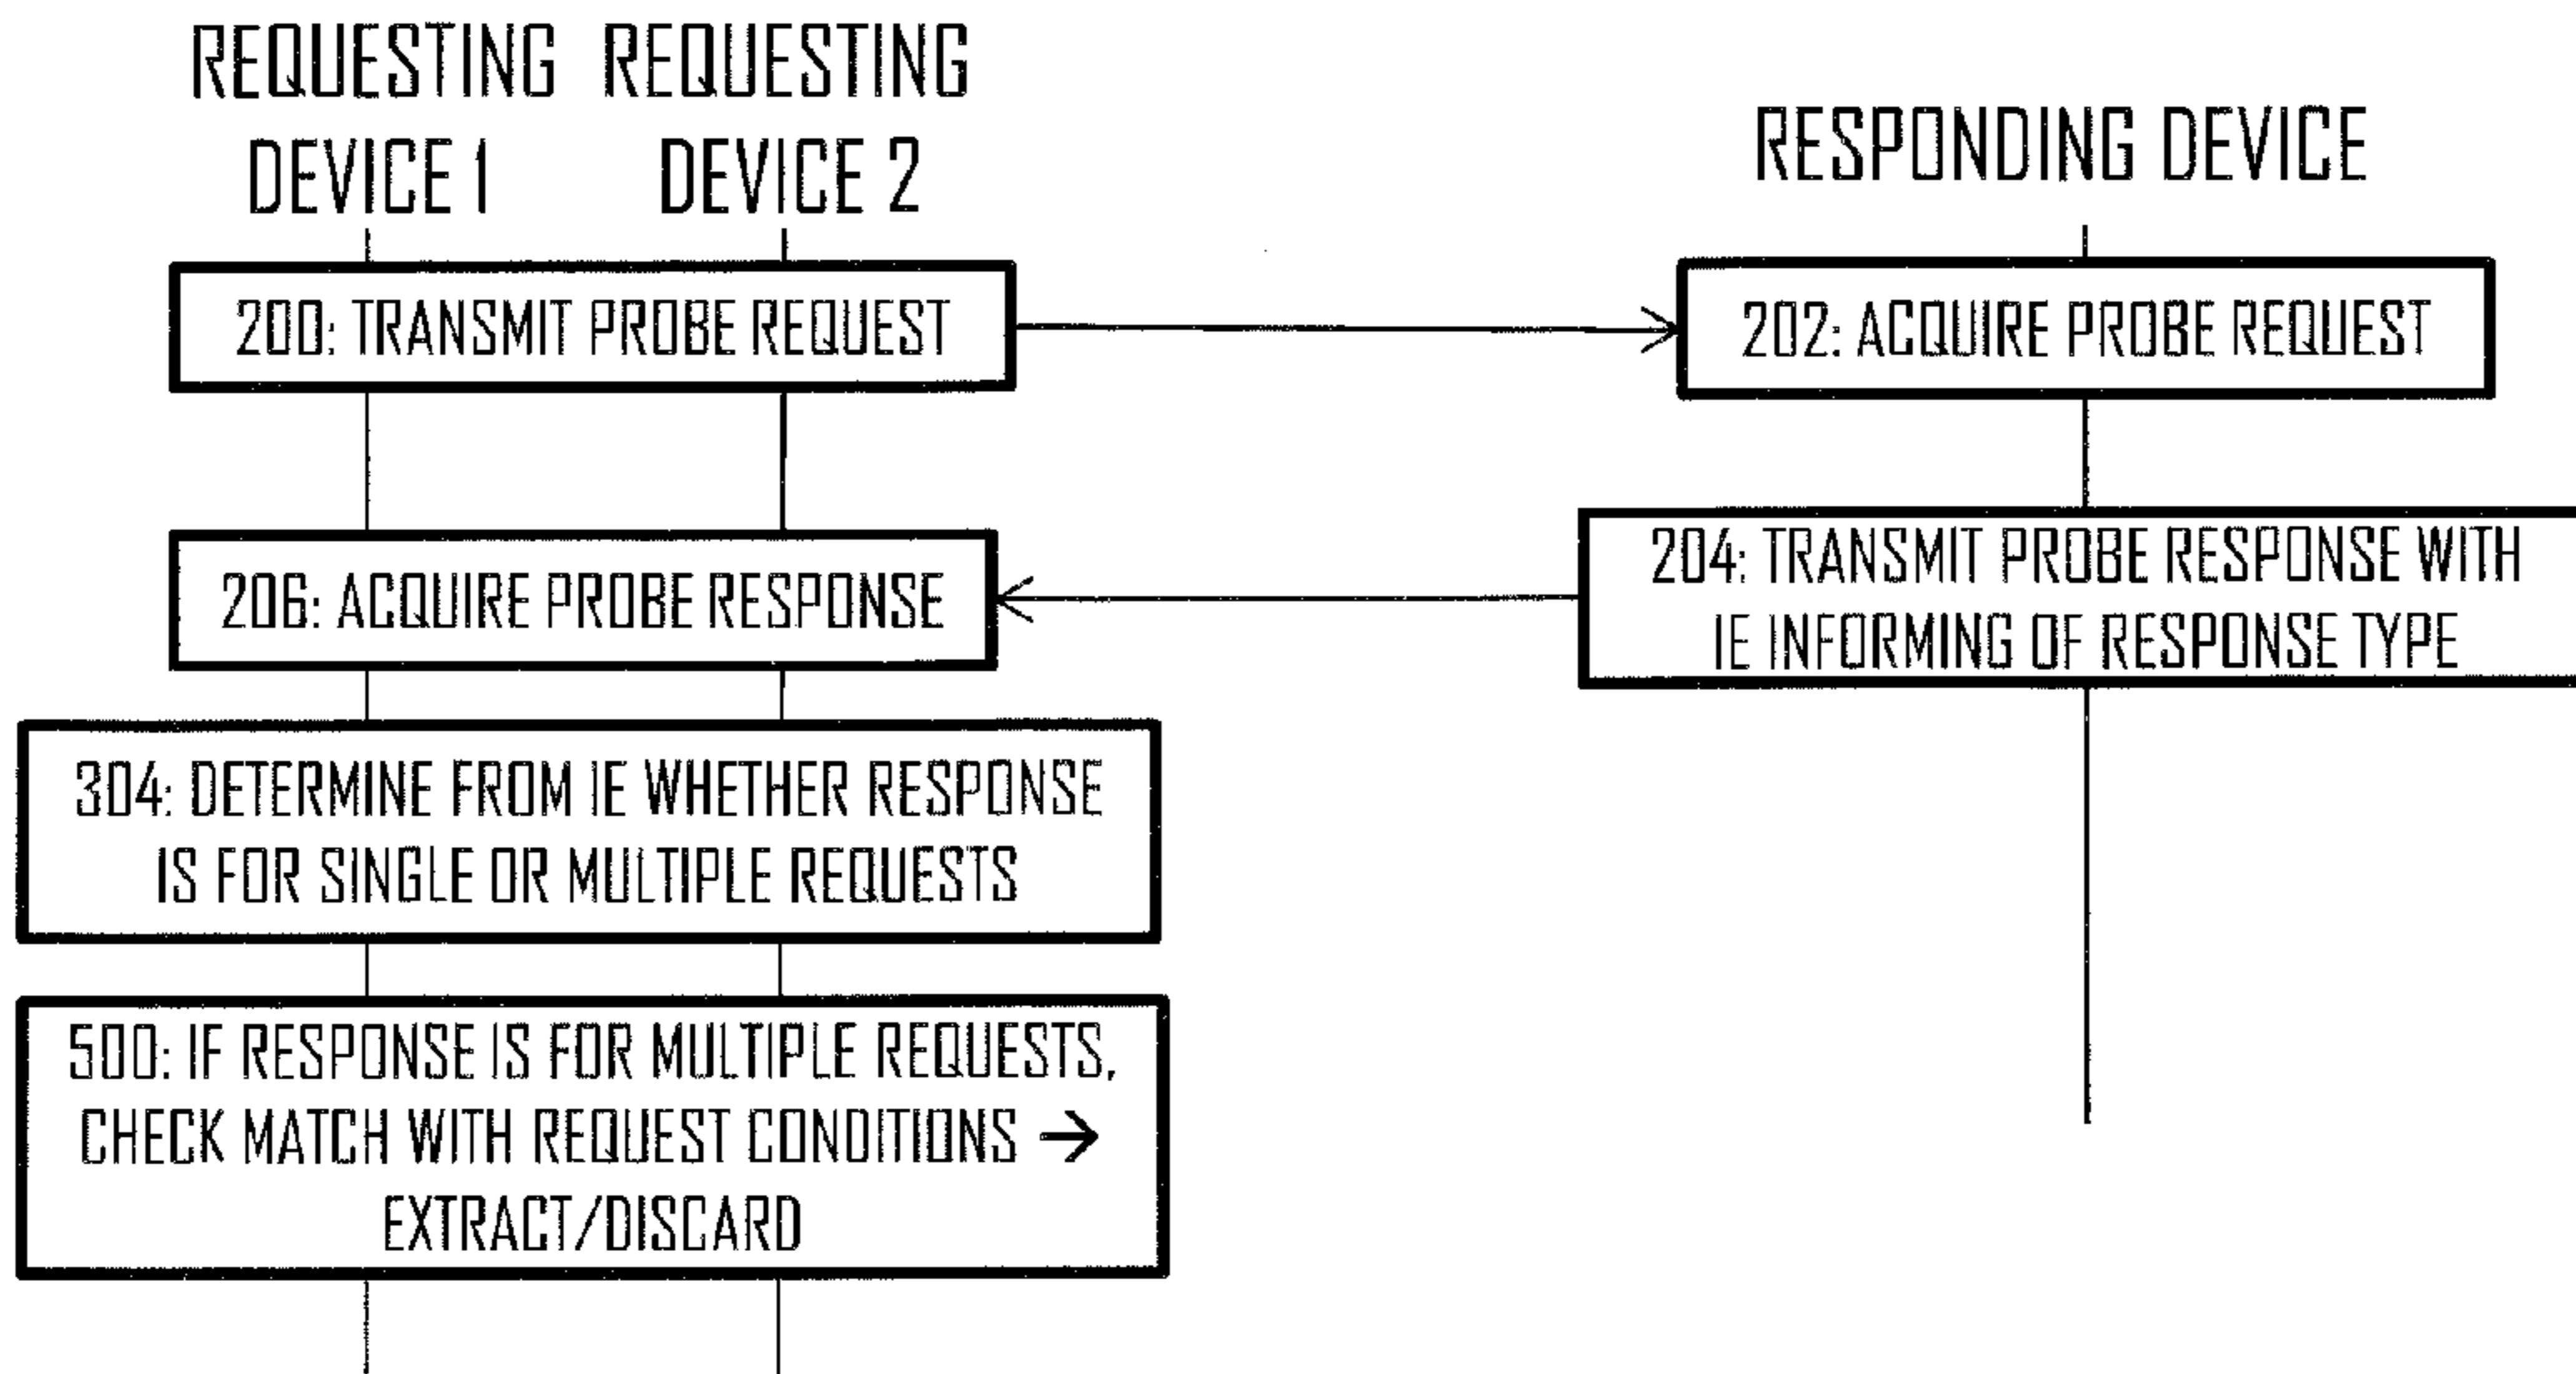 REQUESTING REQUESTING
DEVICE 1 DEVICE 2
RESPONDING DEVICE
200: TRANSMIT PROBE REQUEST
202: ACQUIRE PROBE REQUEST
204: TRANSMIT PROBE RESPONSE WITH
IE INFORMING OF RESPONSE TYPE
206: ACQUIRE PROBE RESPONSE
304: DETERMINE FROM IE WHETHER RESPONSE
IS FOR SINGLE OR MULTIPLE REQUESTS
500: IF RESPONSE IS FOR MULTIPLE REQUESTS,
CHECK MATCH WITH REQUEST CONDITIONS →
EXTRACT/DISCARD